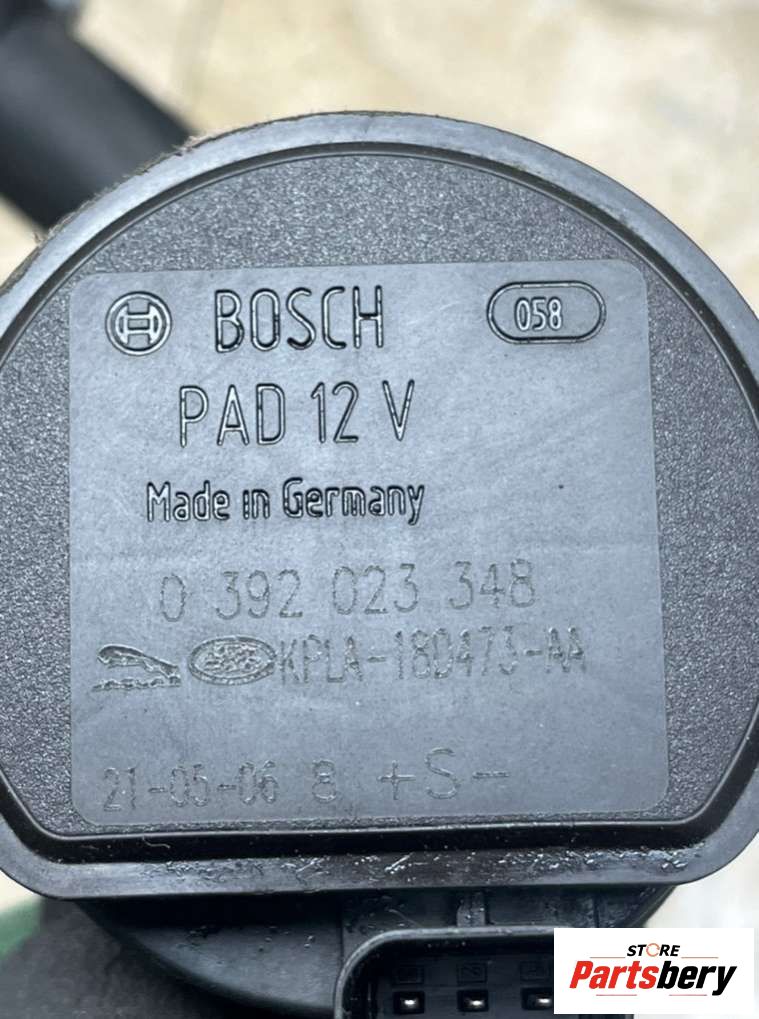 BOSCH 058
PAD 12 V
Made in Germany
0 392 023 348
KPLA-18D473-AA
21-05-06 8 +S-
STORE
Partsbery